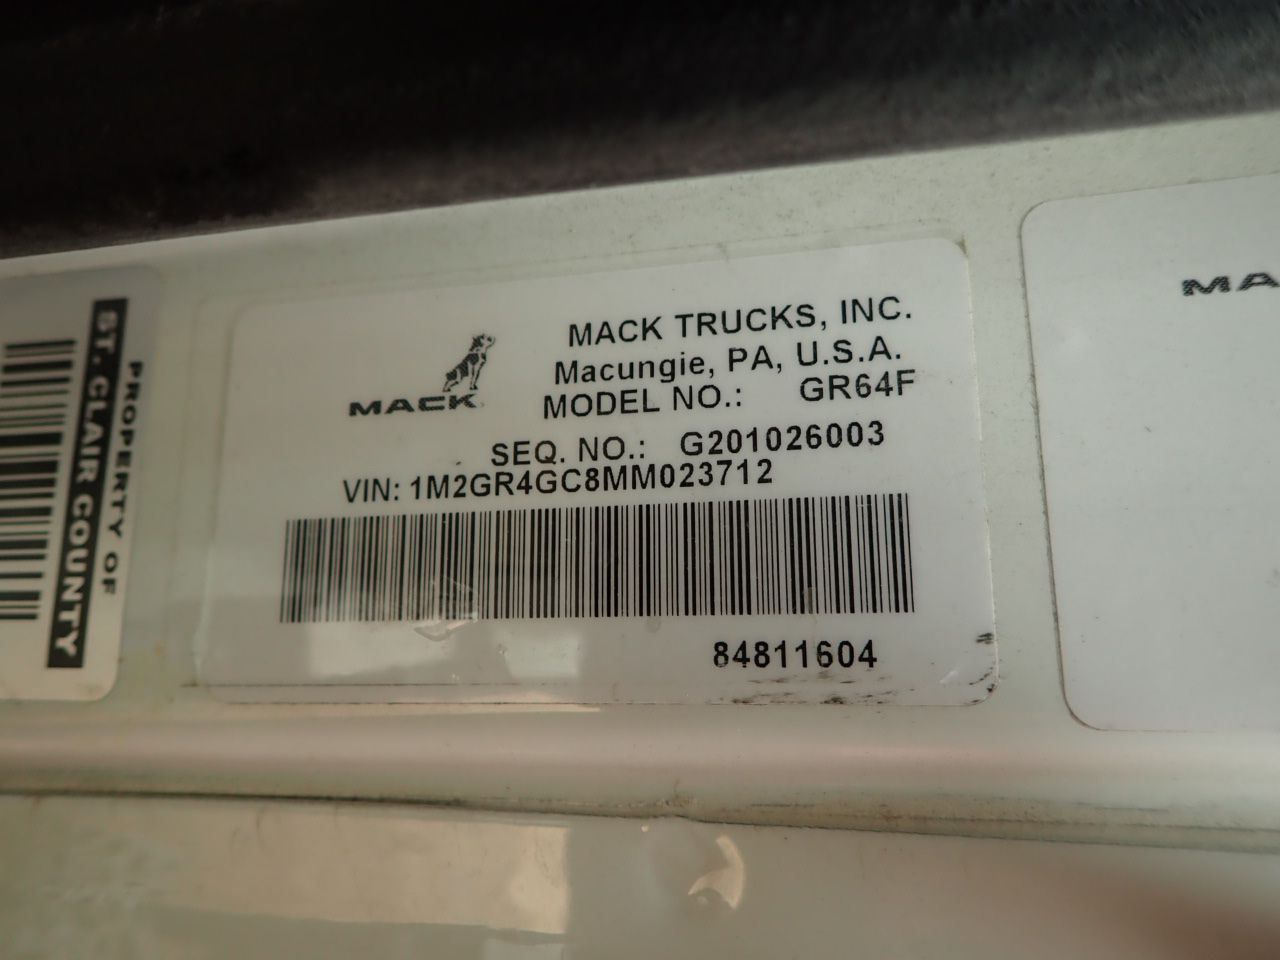 PROPERTY OF
ST. CLAIR COUNTY
MACK
MACK TRUCKS, INC.
Macungie, PA, U.S.A.
MODEL NO.: GR64F
SEQ. NO.: G201026003
VIN: 1M2GR4GC8MM023712
84811604
MA